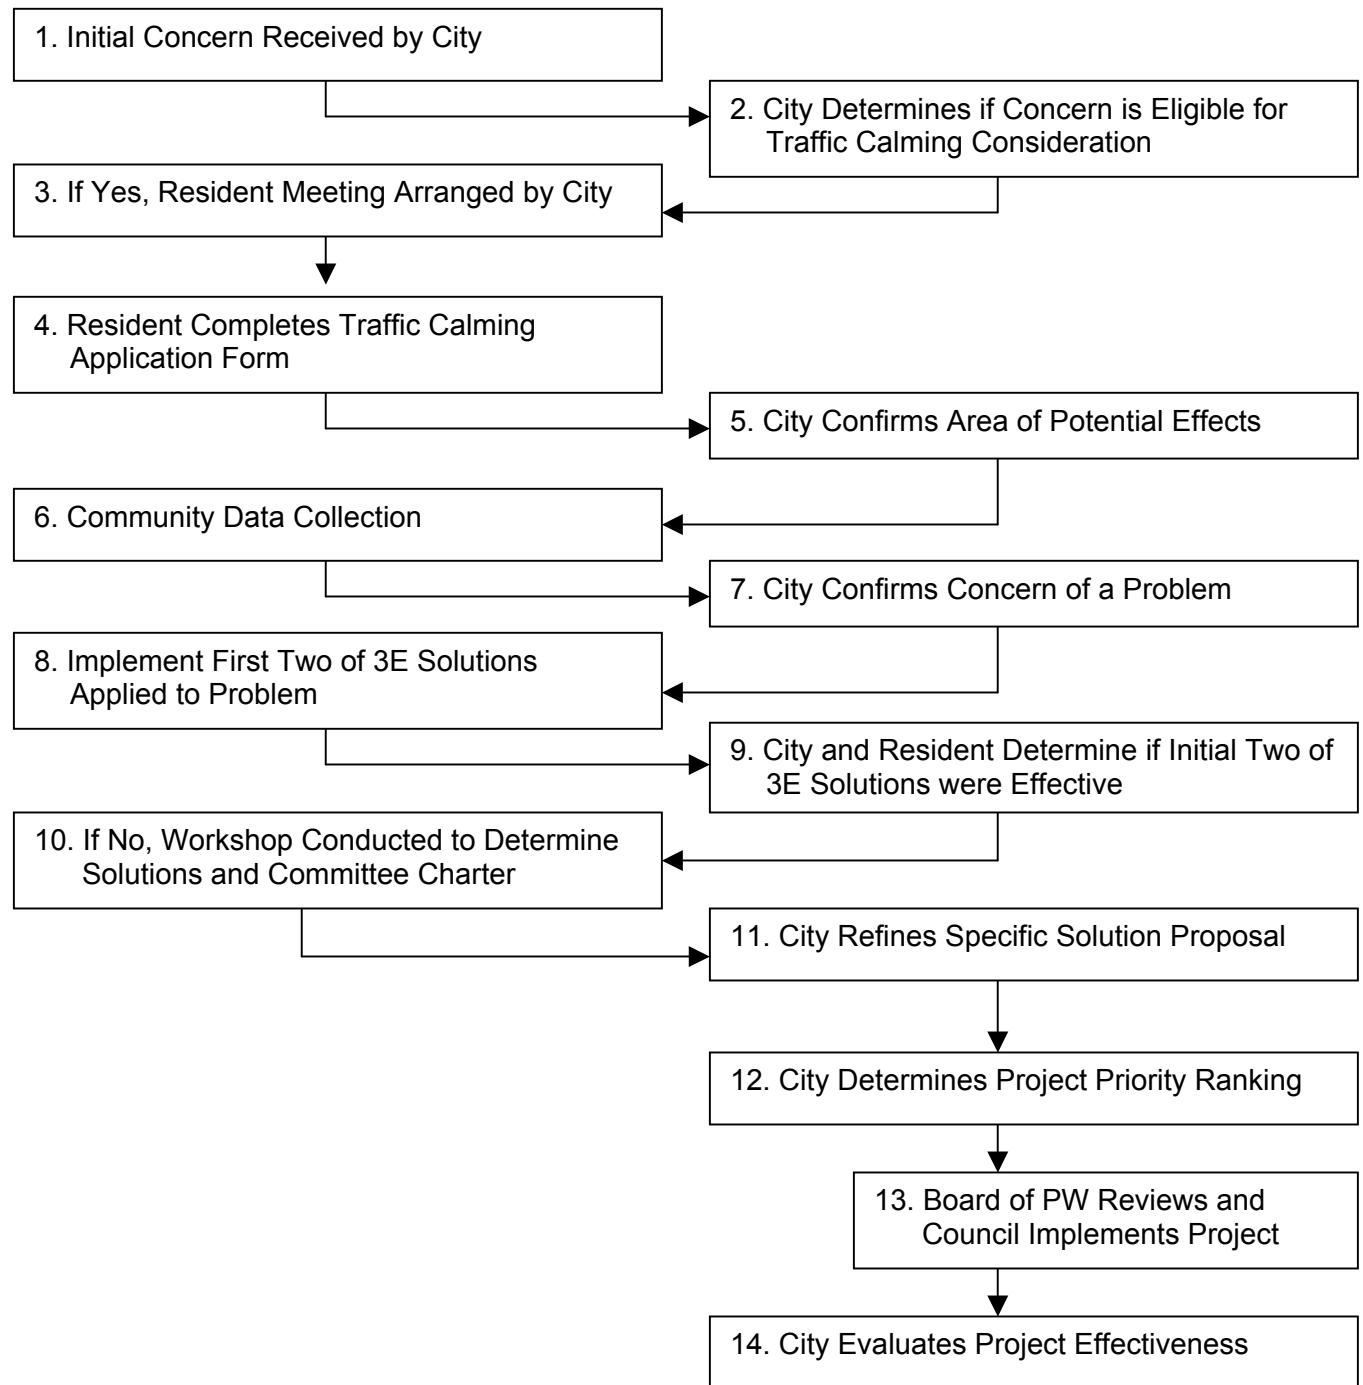 1. Initial Concern Received by City
2. City Determines if Concern is Eligible for
Traffic Calming Consideration
3. If Yes, Resident Meeting Arranged by City
4. Resident Completes Traffic Calming
Application Form
5. City Confirms Area of Potential Effects
6. Community Data Collection
7. City Confirms Concern of a Problem
8. Implement First Two of 3E Solutions
Applied to Problem
9. City and Resident Determine if Initial Two of
3E Solutions were Effective
10. If No, Workshop Conducted to Determine
Solutions and Committee Charter
11. City Refines Specific Solution Proposal
12. City Determines Project Priority Ranking
13. Board of PW Reviews and
Council Implements Project
14. City Evaluates Project Effectiveness